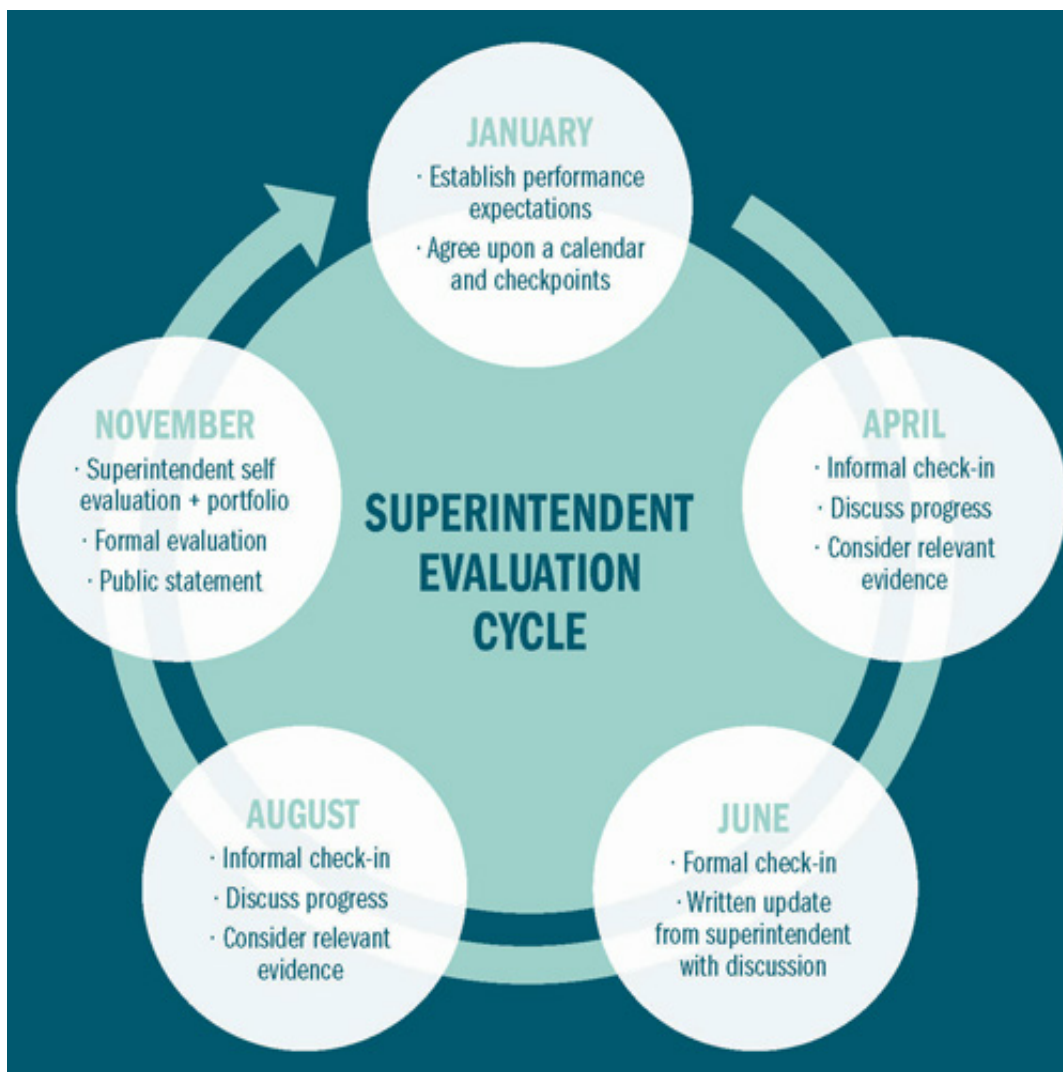 JANUARY
· Establish performance
expectations
· Agree upon a calendar
and checkpoints
APRIL
· Informal check-in
· Discuss progress
· Consider relevant
evidence
JUNE
· Formal check-in
· Written update
from superintendent
with discussion
AUGUST
· Informal check-in
· Discuss progress
· Consider relevant
evidence
NOVEMBER
· Superintendent self
evaluation + portfolio
· Formal evaluation
· Public statement
SUPERINTENDENT
EVALUATION
CYCLE